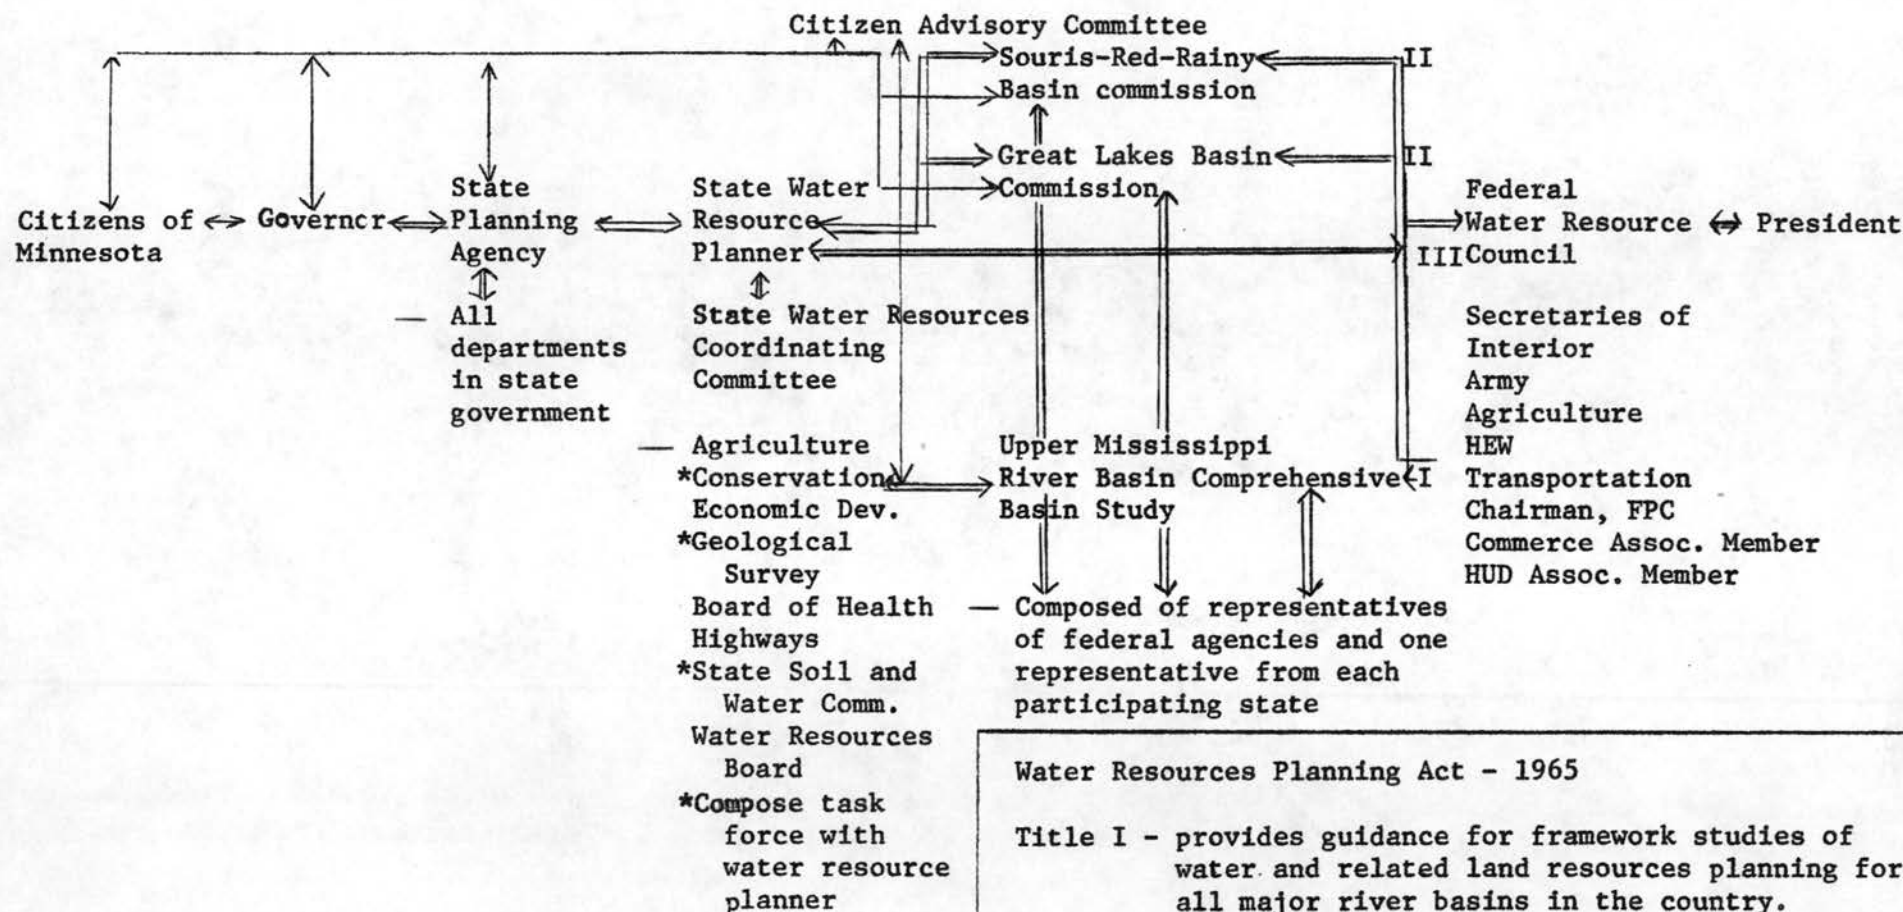 Citizen Advisory Committee
Souris-Red-Rainy
Basin commission
II
Great Lakes Basin
Commission
II
Citizens of
Minnesota
Governcr
State
Planning
Agency
All
departments
in state
government
State Water
Resource
Planner
State Water Resources
Coordinating
Committee
Agriculture
*Conservation
Economic Dev.
*Geological
Survey
Board of Health
Highways
*State Soil and
Water Comm.
Water Resources
Board
*Compose task
force with
water resource
planner
Upper Mississippi
River Basin Comprehensive
Basin Study
I
Composed of representatives
of federal agencies and one
representative from each
participating state
III
Federal
Water Resource
Council
President
Secretaries of
Interior
Army
Agriculture
HEW
Transportation
Chairman, FPC
Commerce Assoc. Member
HUD Assoc. Member
Water Resources Planning Act - 1965
Title I - provides guidance for framework studies of
water and related land resources planning for
all major river basins in the country.